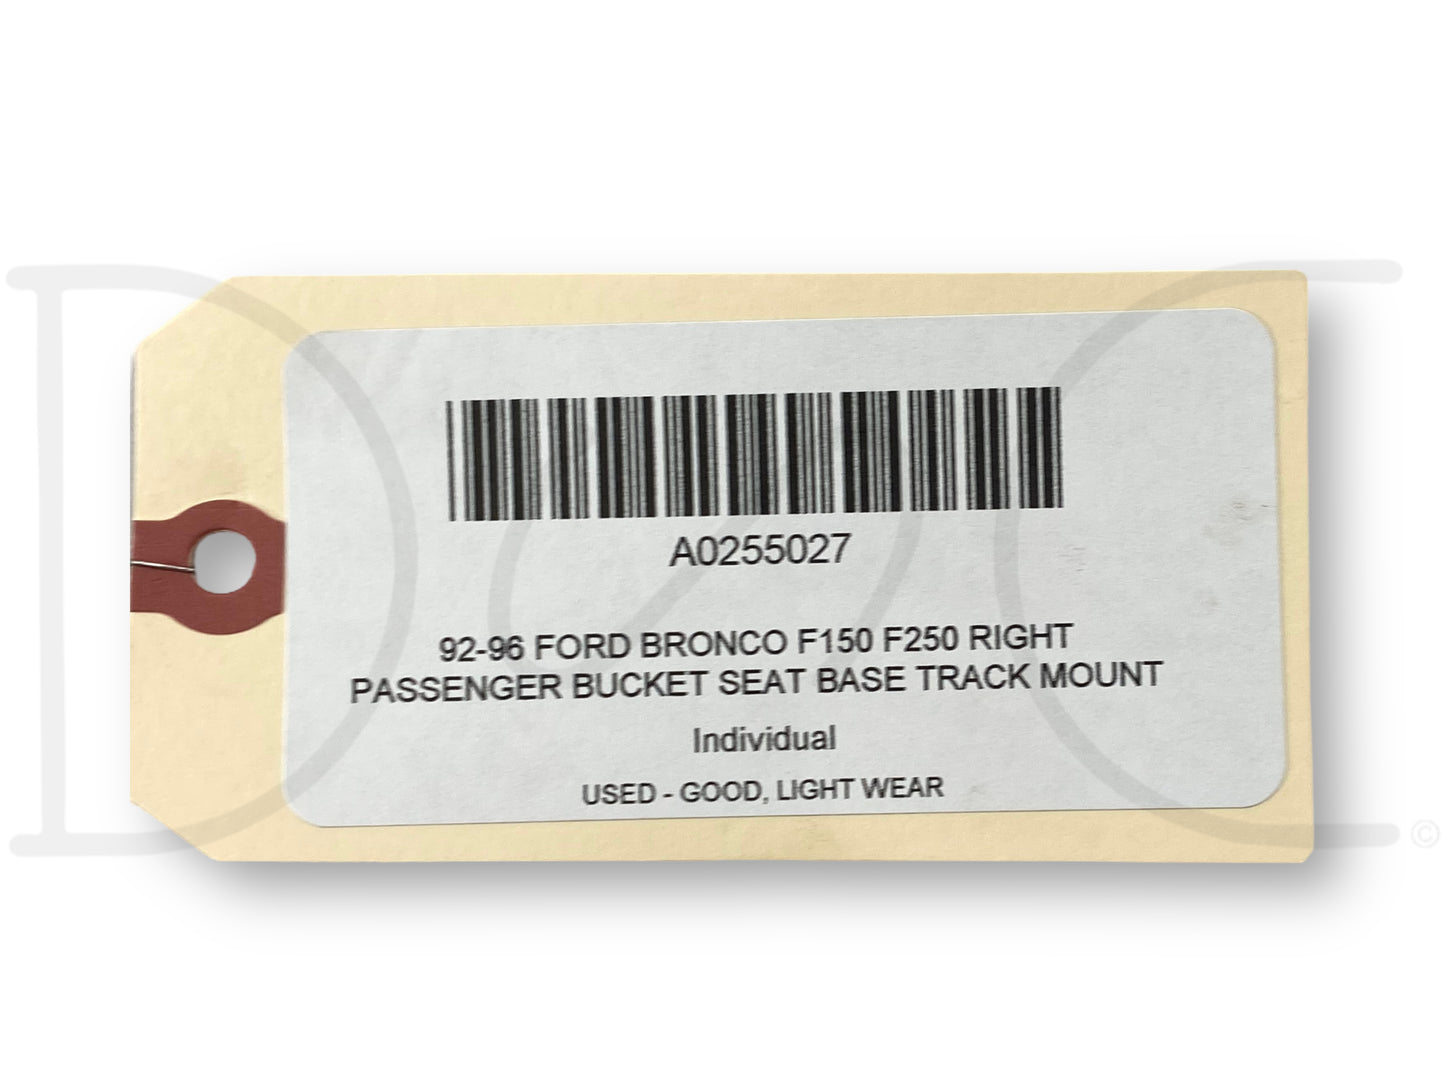 A0255027
92-96 FORD BRONCO F150 F250 RIGHT
PASSENGER BUCKET SEAT BASE TRACK MOUNT
Individual
USED - GOOD, LIGHT WEAR
©